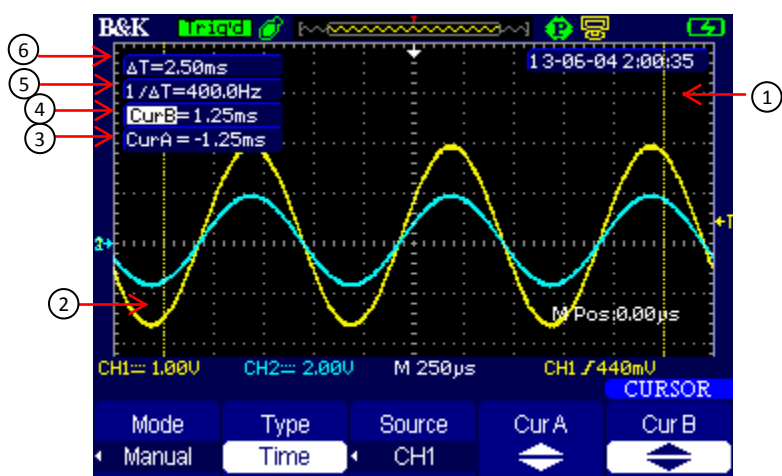 B&K Trig'd P
6 ΔT=2.50ms 13-06-04 2:00:35
5 1/ΔT=400.0Hz 1
4 CurB=1.25ms
3 CurA=-1.25ms
T
2
M Pos:0.00µs
CH1 1.00V CH2 2.00V M 250µs CH1 440mV
CURSOR
Mode Type Source Cur A Cur B
Manual Time CH1